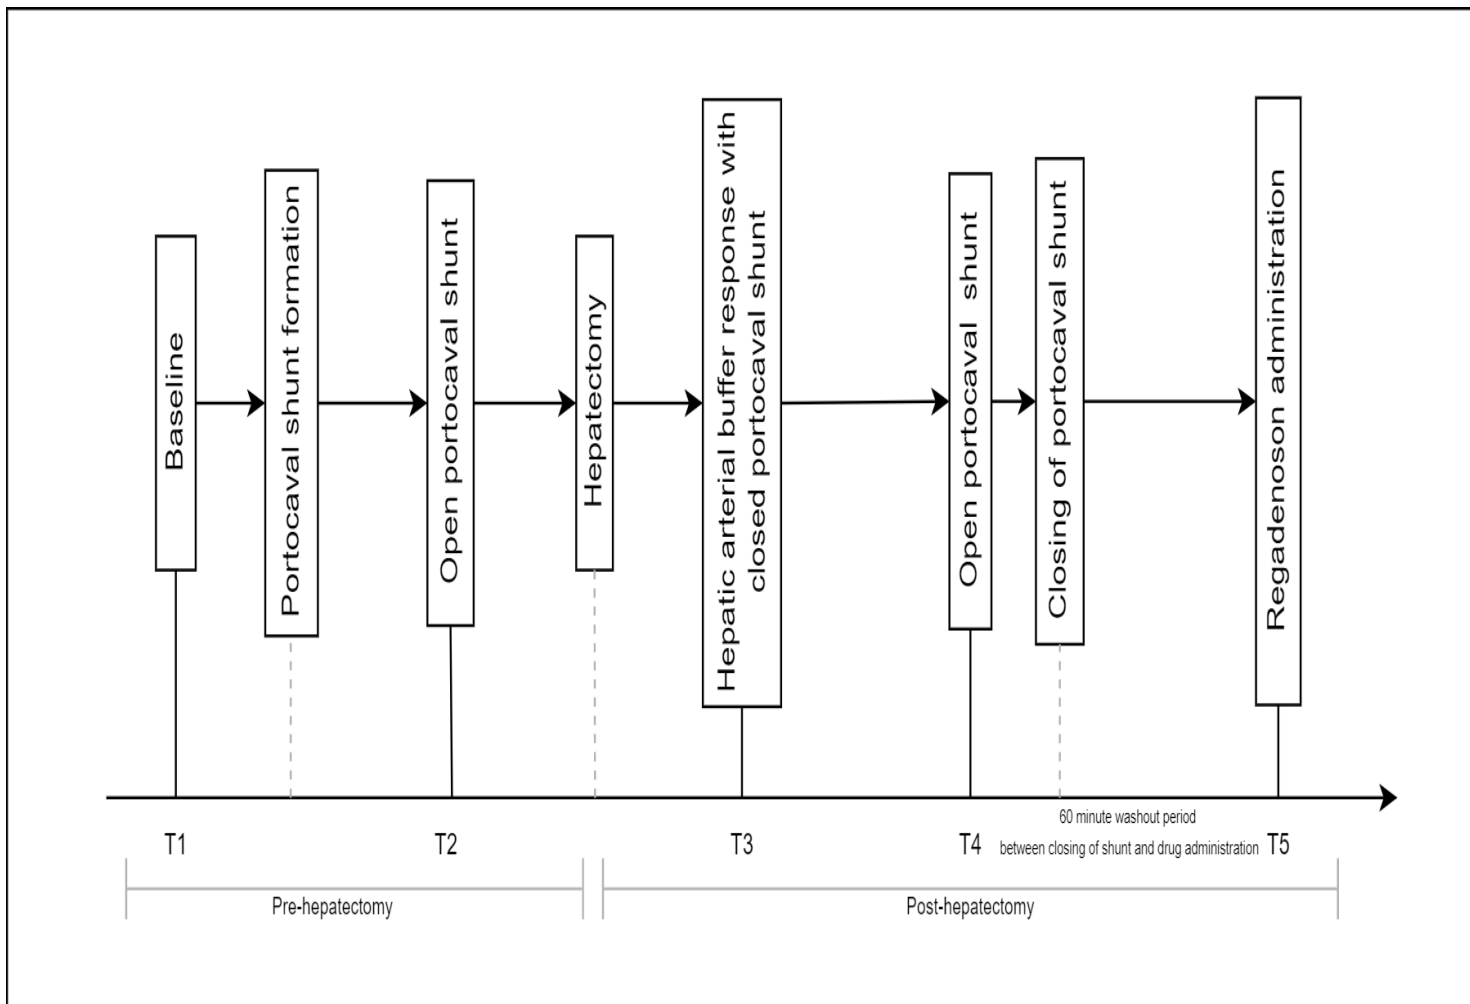 Baseline
Portocaval shunt formation
Open portocaval shunt
Hepatectomy
Hepatic arterial buffer response with
closed portocaval shunt
Open portocaval shunt
Closing of portocaval shunt
Regadenoson administration
T1
T2
T3
T4
60 minute washout period
between closing of shunt and drug administration
T5
Pre-hepatectomy
Post-hepatectomy